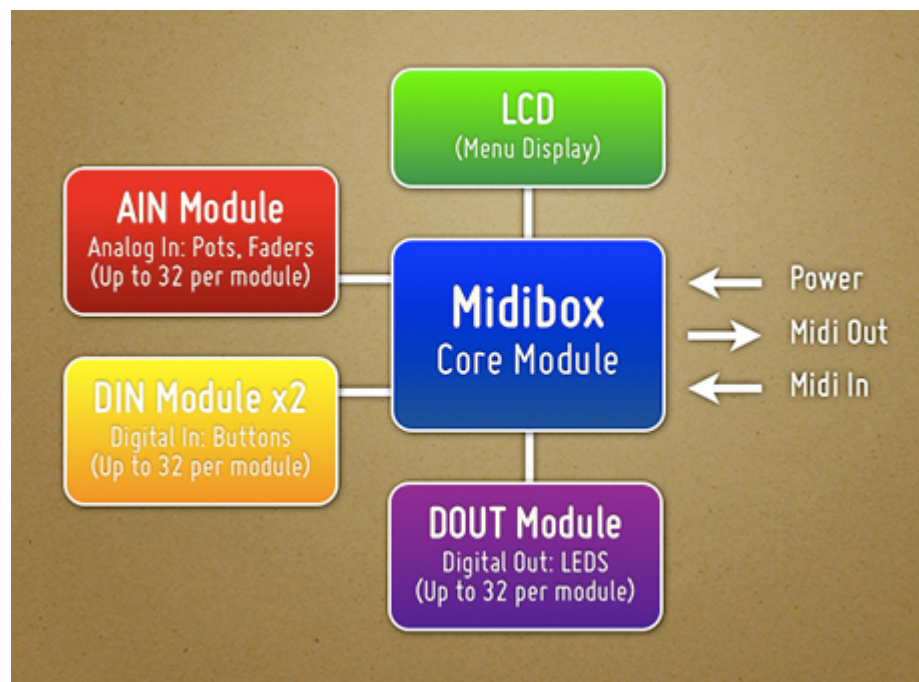 LCD
(Menu Display)
AIN Module
Analog In: Pots, Faders
(Up to 32 per module)
Midibox
Core Module
Power
Midi Out
Midi In
DIN Module x2
Digital In: Buttons
(Up to 32 per module)
DOUT Module
Digital Out: LEDS
(Up to 32 per module)